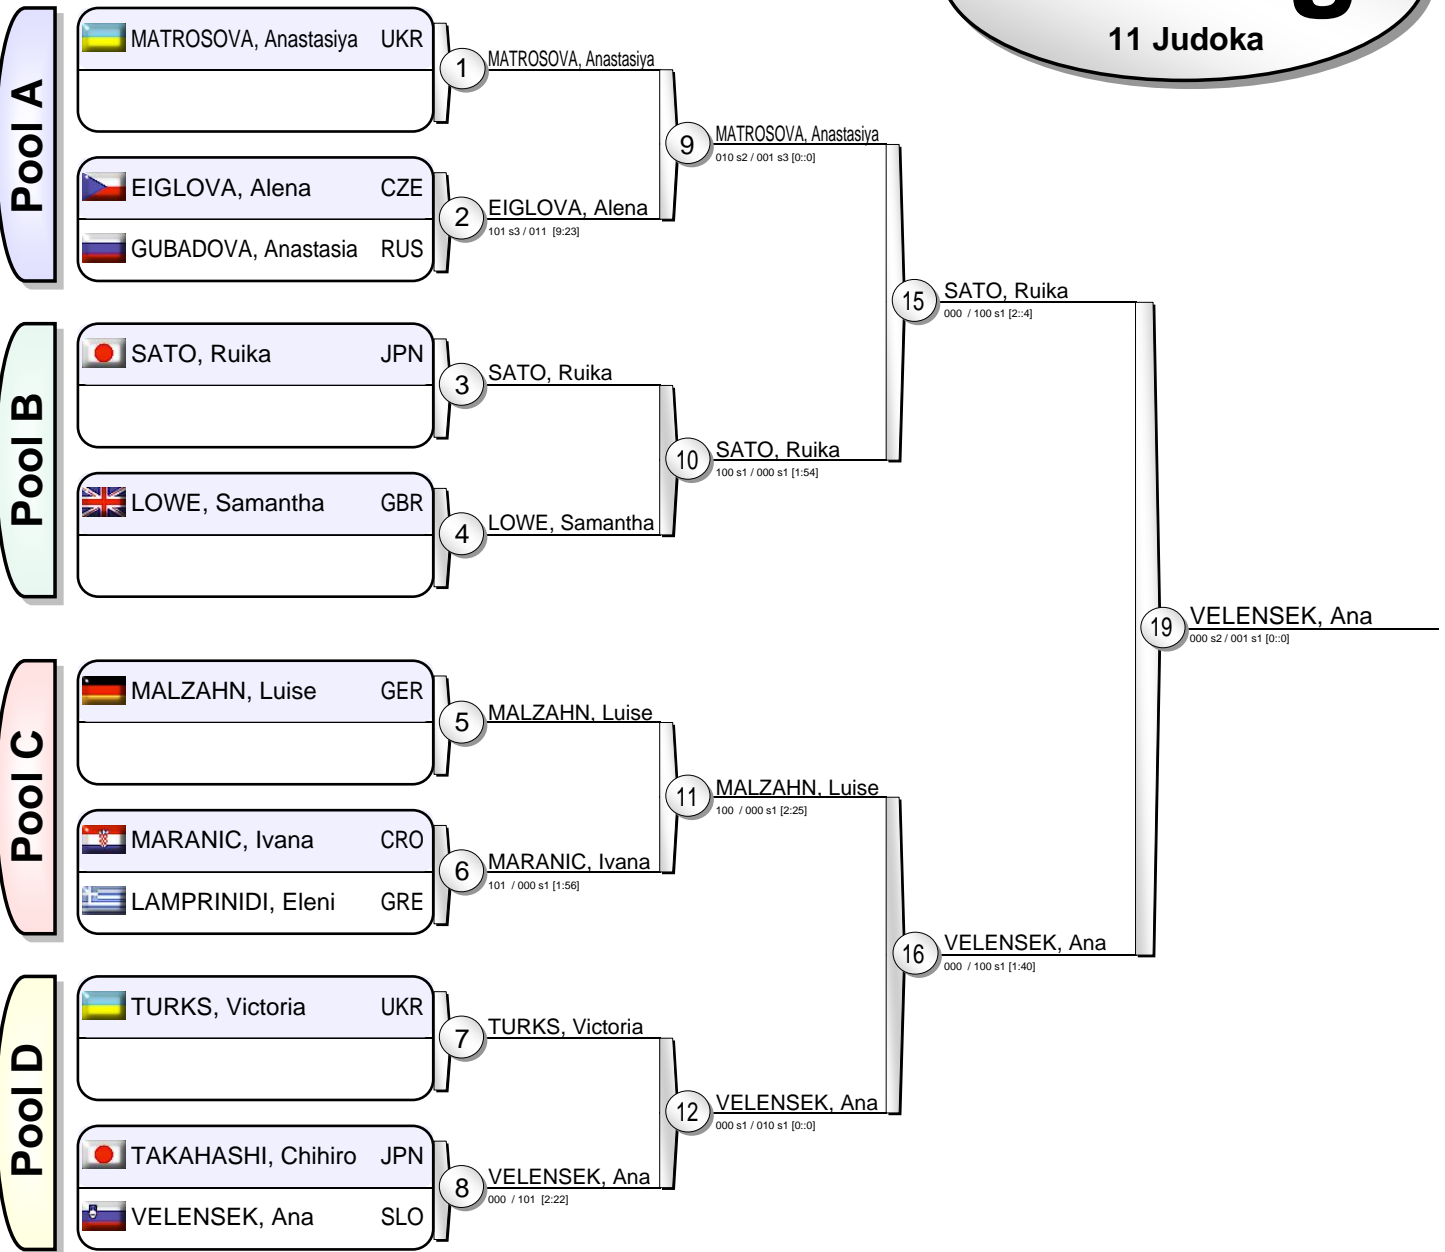 11 Judoka
Pool A
MATROSOVA, Anastasiya UKR
1
MATROSOVA, Anastasiya
EIGLOVA, Alena CZE
GUBADOVA, Anastasia RUS
2
EIGLOVA, Alena
101 s3 / 011 [9:23]
9
MATROSOVA, Anastasiya
010 s2 / 001 s3 [0::0]
Pool B
SATO, Ruika JPN
3
SATO, Ruika
LOWE, Samantha GBR
4
LOWE, Samantha
10
SATO, Ruika
100 s1 / 000 s1 [1:54]
15
SATO, Ruika
000 / 100 s1 [2::4]
Pool C
MALZAHN, Luise GER
5
MALZAHN, Luise
MARANIC, Ivana CRO
LAMPRINIDI, Eleni GRE
6
MARANIC, Ivana
101 / 000 s1 [1:56]
11
MALZAHN, Luise
100 / 000 s1 [2:25]
Pool D
TURKS, Victoria UKR
7
TURKS, Victoria
TAKAHASHI, Chihiro JPN
VELENSEK, Ana SLO
8
VELENSEK, Ana
000 / 101 [2:22]
12
VELENSEK, Ana
000 s1 / 010 s1 [0::0]
16
VELENSEK, Ana
000 / 100 s1 [1:40]
19
VELENSEK, Ana
000 s2 / 001 s1 [0::0]